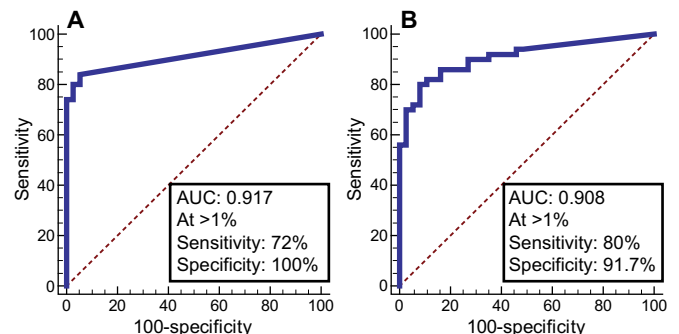 A
100
80
60
40
20
0
Sensitivity
AUC: 0.917
At >1%
Sensitivity: 72%
Specificity: 100%
0 20 40 60 80 100
100-specificity
B
100
80
60
40
20
0
Sensitivity
AUC: 0.908
At >1%
Sensitivity: 80%
Specificity: 91.7%
0 20 40 60 80 100
100-specificity